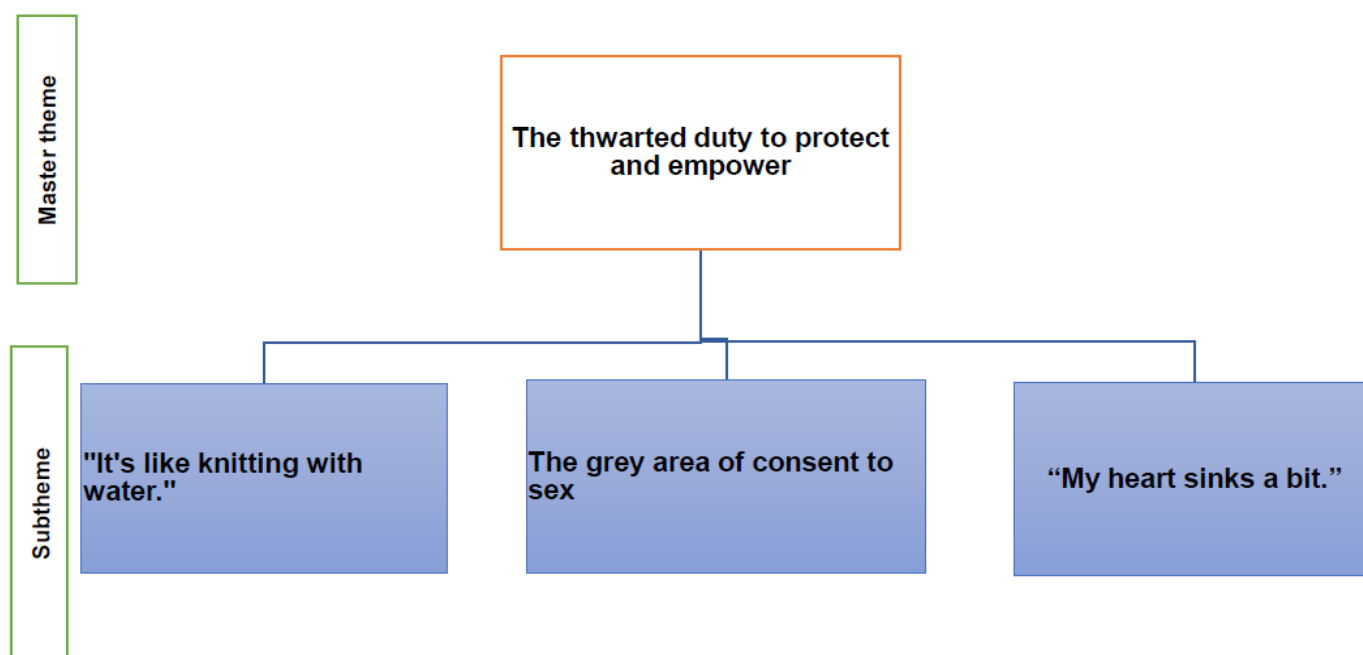 Master theme
The thwarted duty to protect
and empower
Subtheme
"It's like knitting with
water."
The grey area of consent to
sex
“My heart sinks a bit.”